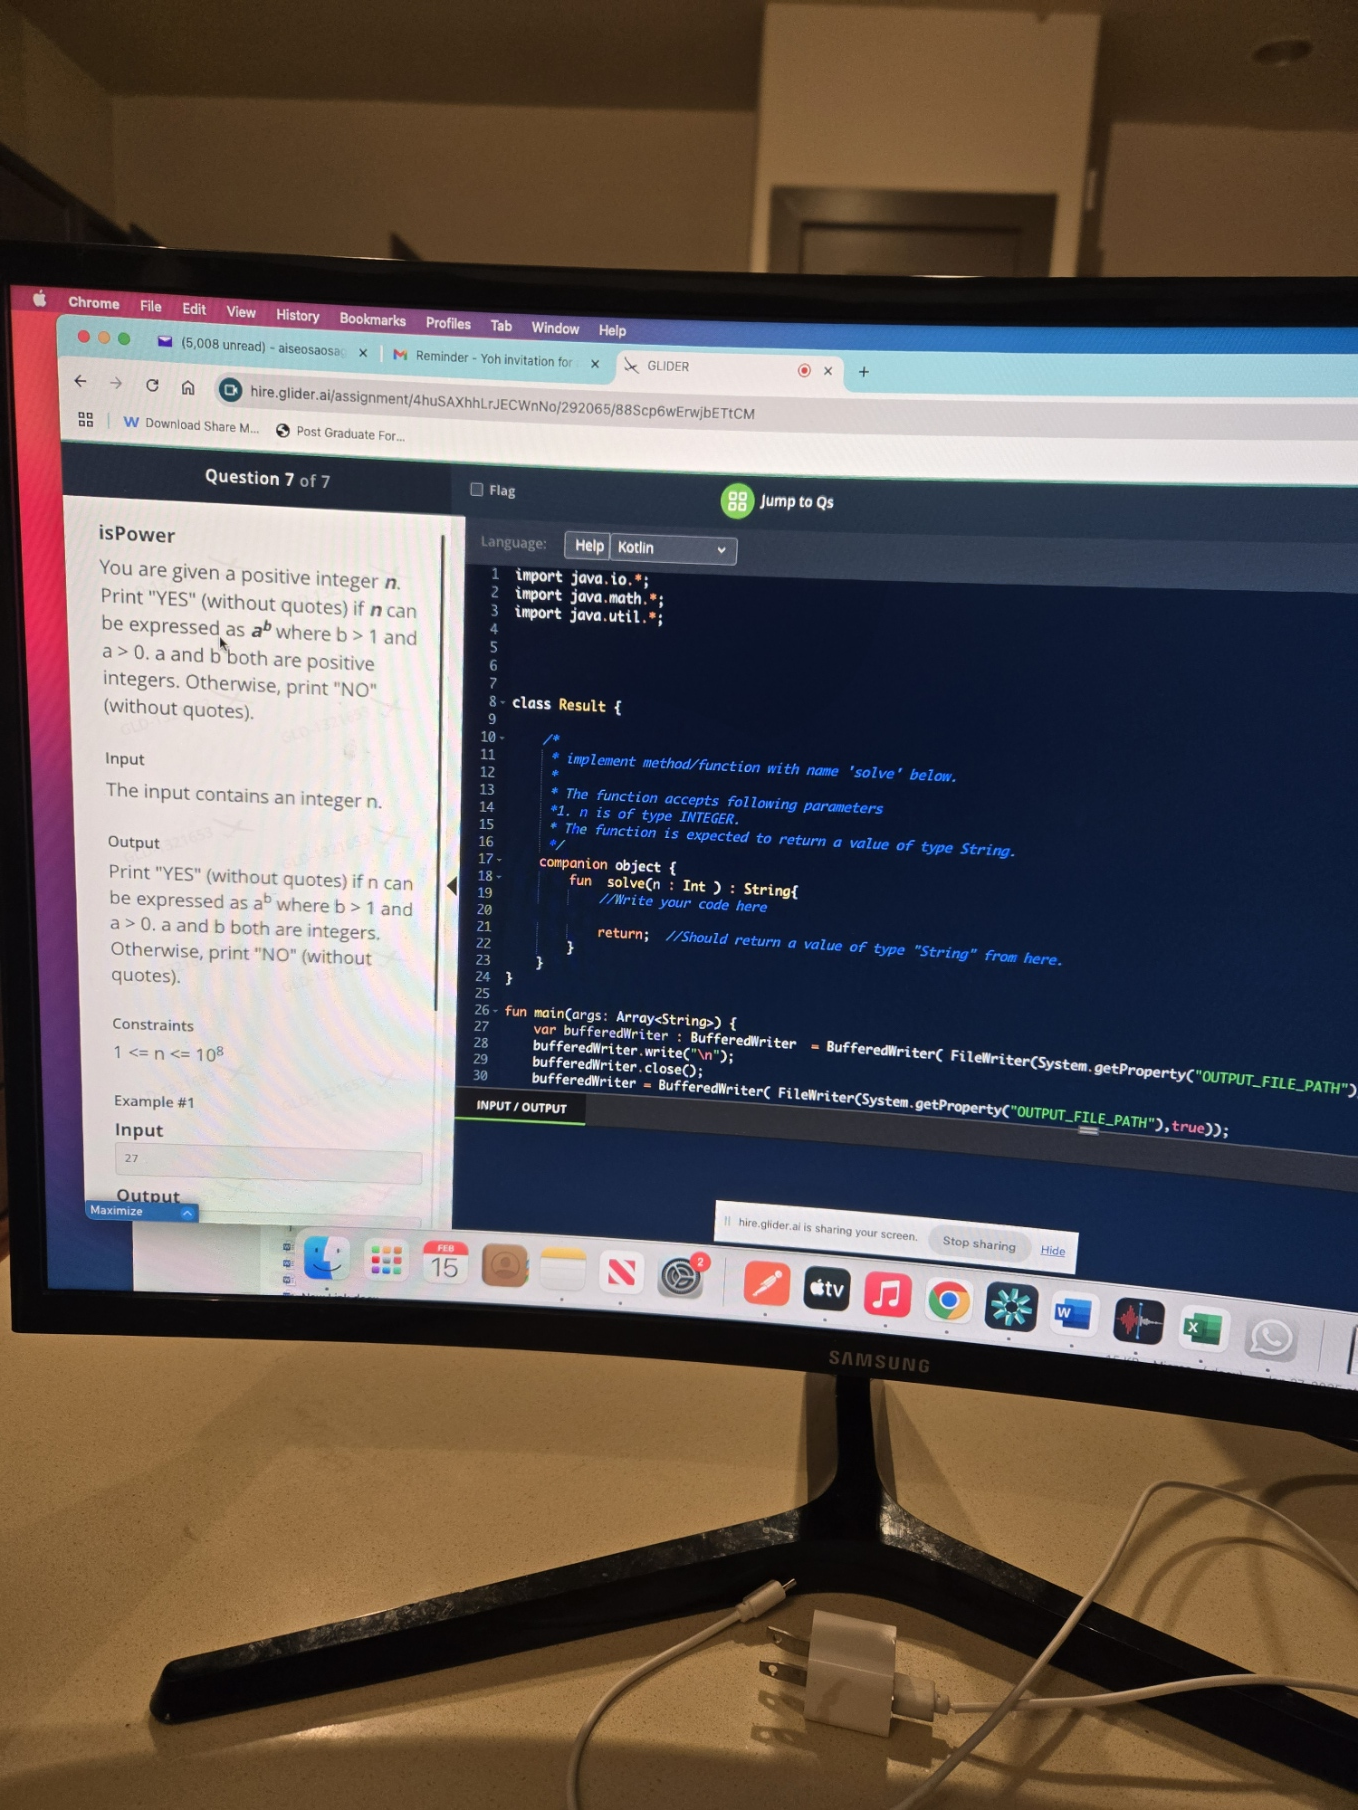 Chrome File Edit View History Bookmarks Profiles Tab Window Help
(5,008 unread) - aiseosaosa
Reminder - Yoh invitation for
GLIDER
hire.glider.ai/assignment/4huSAXhhLrJECWnNo/292065/88Scp6wErwjbETtCM
Download Share M...
Post Graduate For...
Question 7 of 7
Flag
Jump to Qs
isPower
You are given a positive integer n.
Print "YES" (without quotes) if n can
be expressed as a^b where b > 1 and
a > 0. a and b both are positive
integers. Otherwise, print "NO"
(without quotes).
Input
The input contains an integer n.
Output
Print "YES" (without quotes) if n can
be expressed as a^b where b > 1 and
a > 0. a and b both are integers.
Otherwise, print "NO" (without
quotes).
Constraints
1 <= n <= 10^8
Example #1
Input
27
Output
Maximize
Language: Help Kotlin
1 import java.io.*;
2 import java.math.*;
3 import java.util.*;
4
5
6
7
8 class Result {
9
10 /*
11 * implement method/function with name 'solve' below.
12 *
13 * The function accepts following parameters
14 *1. n is of type INTEGER.
15 * The function is expected to return a value of type String.
16 */
17 companion object {
18 fun solve(n : Int ) : String{
19 //Write your code here
20
21 return; //Should return a value of type "String" from here.
22 }
23 }
24 }
25
26 fun main(args: Array<String>) {
27 var bufferedWriter : BufferedWriter = BufferedWriter( FileWriter(System.getProperty("OUTPUT_FILE_PATH")
28 bufferedWriter.write("\n");
29 bufferedWriter.close();
30 bufferedWriter = BufferedWriter( FileWriter(System.getProperty("OUTPUT_FILE_PATH"),true));
INPUT / OUTPUT
hire.glider.ai is sharing your screen. Stop sharing Hide
FEB
15
2
tv
W
X
SAMSUNG